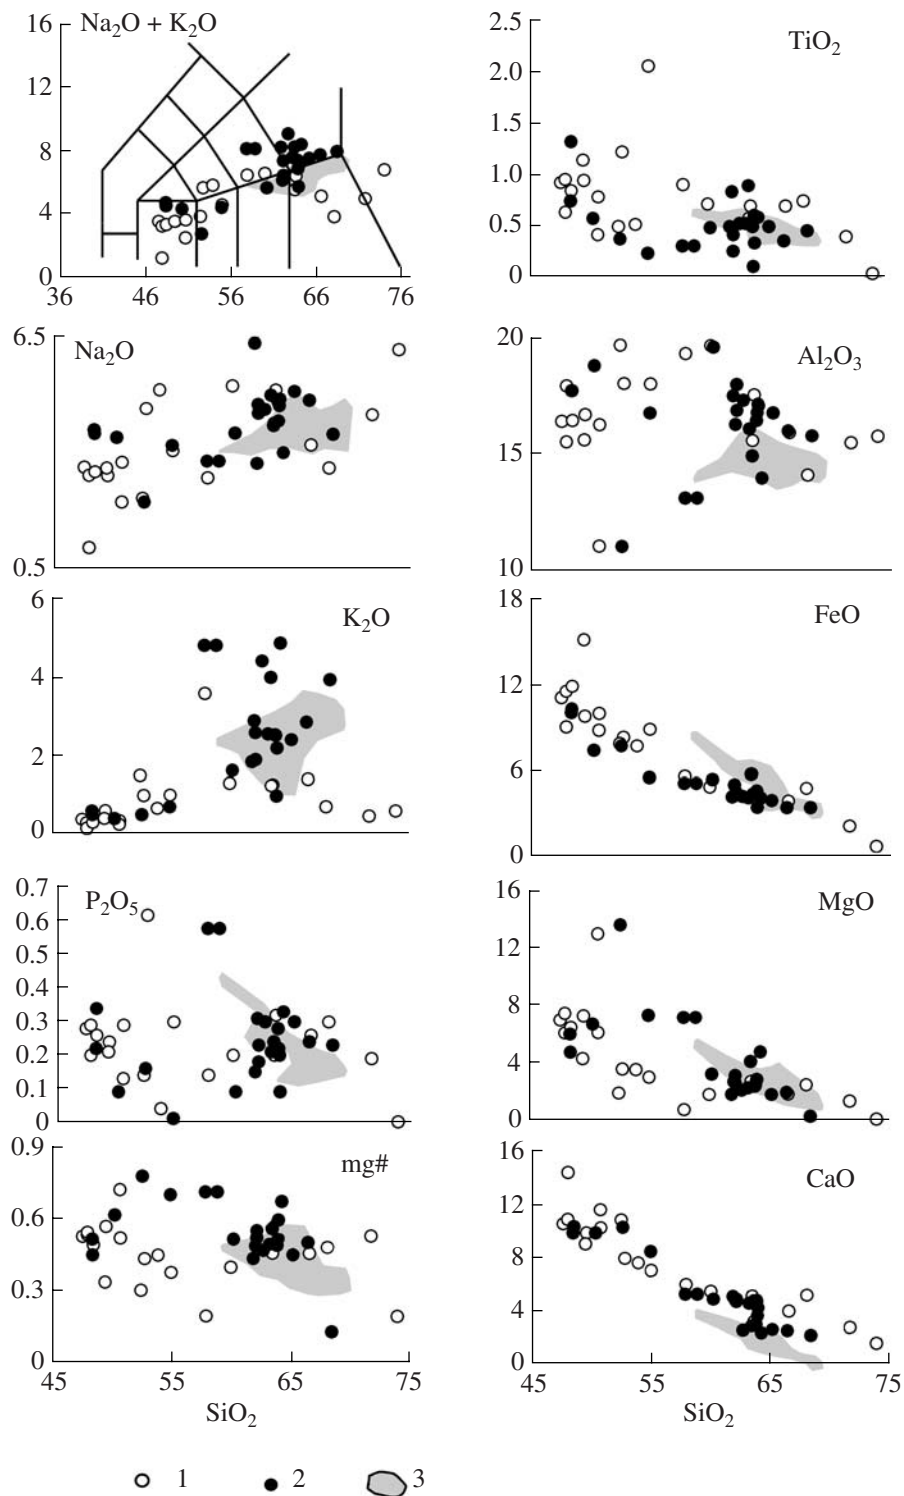 Na₂O + K₂O
16
12
8
4
0
36 46 56 66 76
TiO₂
2.5
2.0
1.5
1.0
0.5
0
Na₂O
6.5
0.5
Al₂O₃
20
15
10
K₂O
6
4
2
0
FeO
18
12
6
0
P₂O₅
0.7
0.6
0.5
0.4
0.3
0.2
0.1
0
MgO
16
12
8
4
0
mg#
0.9
0.6
0.3
0
45 55 65 75
SiO₂
CaO
16
12
8
4
0
45 55 65 75
SiO₂
1 2 3